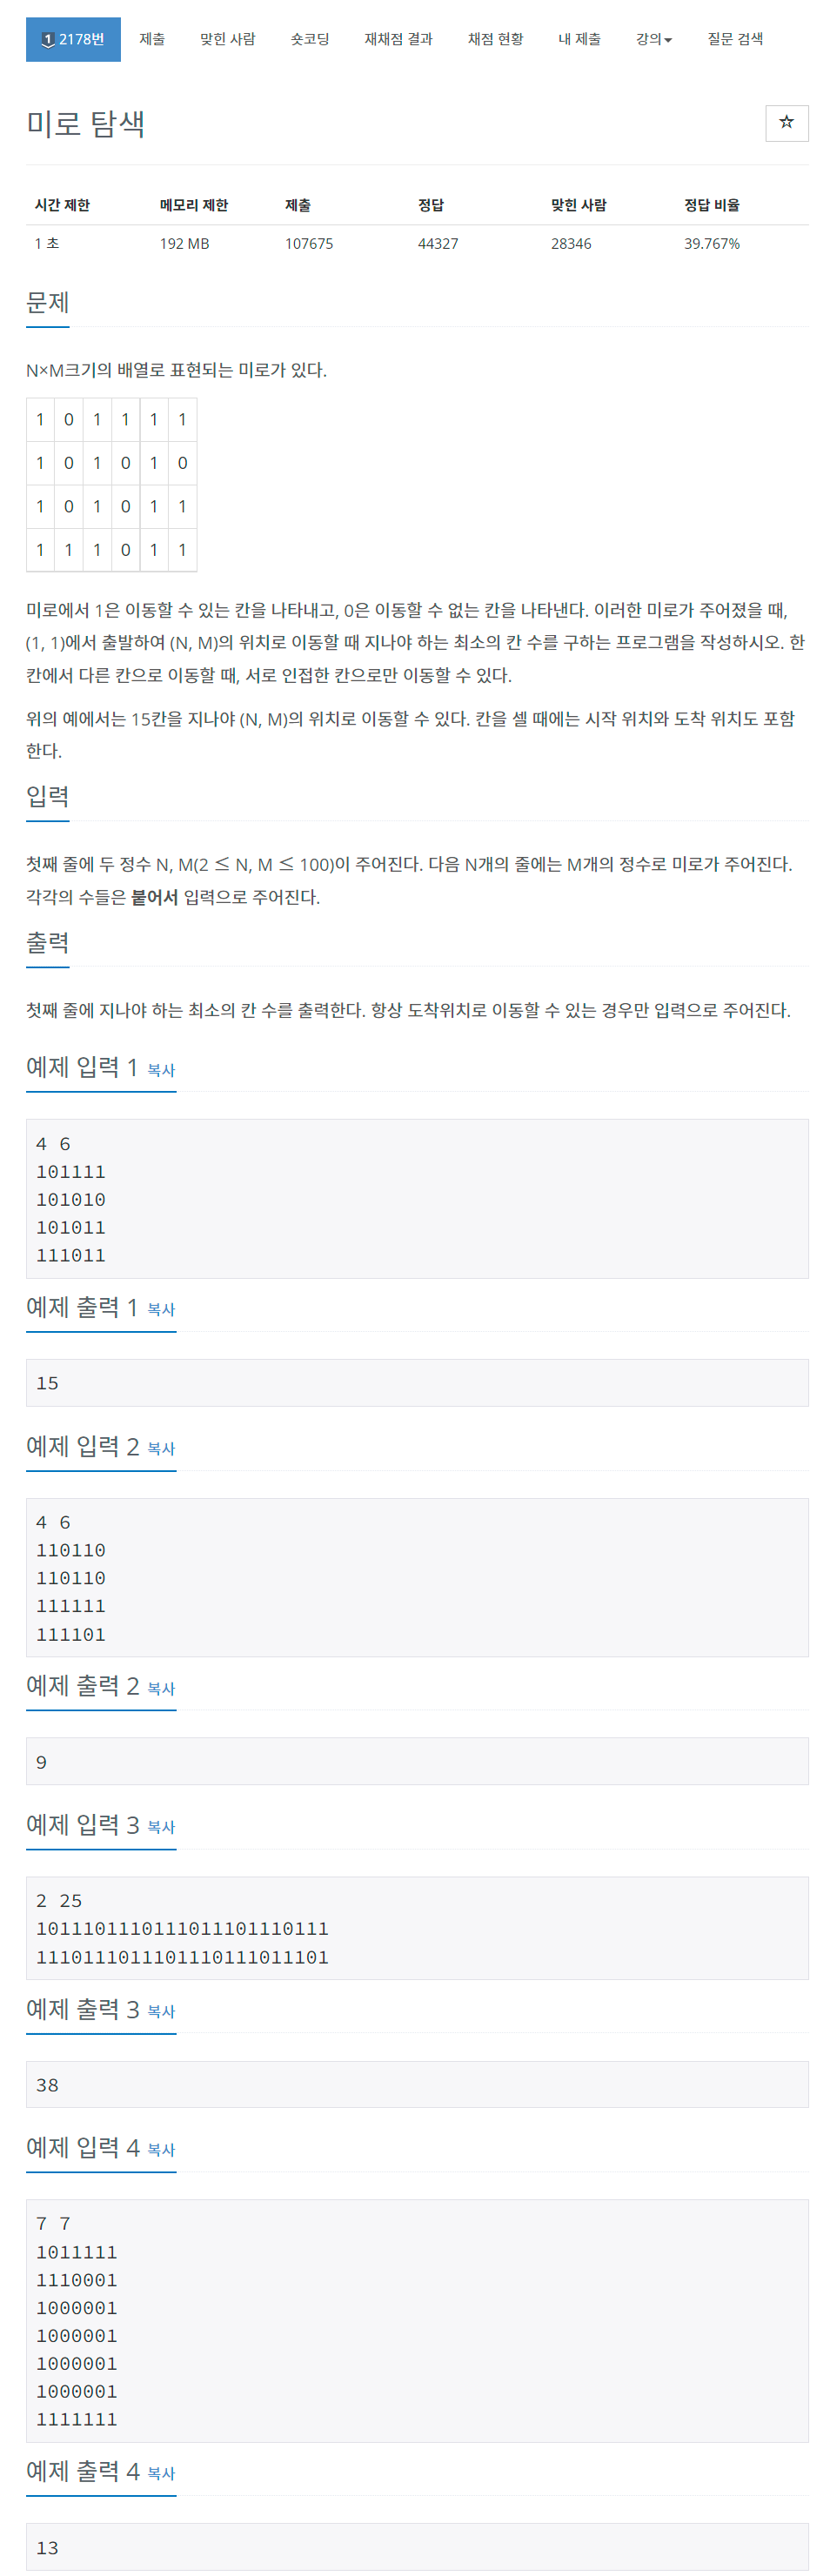 1 2178번 제출 맞힌 사람 숏코딩 재채점 결과 채점 현황 내 제출 강의 질문 검색
미로 탐색
☆
시간 제한 메모리 제한 제출 정답 맞힌 사람 정답 비율
1 초 192 MB 107675 44327 28346 39.767%
문제
N×M크기의 배열로 표현되는 미로가 있다.
1 0 1 1 1 1
1 0 1 0 1 0
1 0 1 0 1 1
1 1 1 0 1 1
미로에서 1은 이동할 수 있는 칸을 나타내고, 0은 이동할 수 없는 칸을 나타낸다. 이러한 미로가 주어졌을 때,
(1, 1)에서 출발하여 (N, M)의 위치로 이동할 때 지나야 하는 최소의 칸 수를 구하는 프로그램을 작성하시오. 한
칸에서 다른 칸으로 이동할 때, 서로 인접한 칸으로만 이동할 수 있다.
위의 예에서는 15칸을 지나야 (N, M)의 위치로 이동할 수 있다. 칸을 셀 때에는 시작 위치와 도착 위치도 포함
한다.
입력
첫째 줄에 두 정수 N, M(2 ≤ N, M ≤ 100)이 주어진다. 다음 N개의 줄에는 M개의 정수로 미로가 주어진다.
각각의 수들은 붙어서 입력으로 주어진다.
출력
첫째 줄에 지나야 하는 최소의 칸 수를 출력한다. 항상 도착위치로 이동할 수 있는 경우만 입력으로 주어진다.
예제 입력 1 복사
4 6
101111
101010
101011
111011
예제 출력 1 복사
15
예제 입력 2 복사
4 6
110110
110110
111111
111101
예제 출력 2 복사
9
예제 입력 3 복사
2 25
1011101110111011101110111
1110111011101110111011101
예제 출력 3 복사
38
예제 입력 4 복사
7 7
1011111
1110001
1000001
1000001
1000001
1000001
1111111
예제 출력 4 복사
13